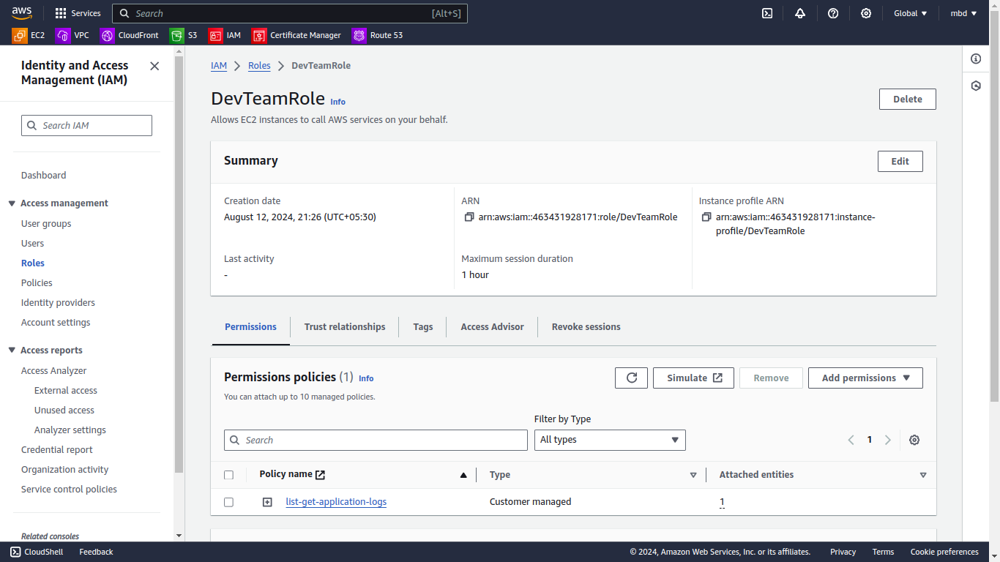 aws
Services
Search
[Alt+S]
Global
mbd
EC2
VPC
CloudFront
S3
IAM
Certificate Manager
Route 53
Identity and Access
Management (IAM)
Search IAM
Dashboard
Access management
User groups
Users
Roles
Policies
Identity providers
Account settings
Access reports
Access Analyzer
External access
Unused access
Analyzer settings
Credential report
Organization activity
Service control policies
Related consoles
IAM
Roles
DevTeamRole
DevTeamRole Info
Delete
Allows EC2 instances to call AWS services on your behalf.
Summary
Edit
Creation date
August 12, 2024, 21:26 (UTC+05:30)
ARN
arn:aws:iam::463431928171:role/DevTeamRole
Instance profile ARN
arn:aws:iam::463431928171:instance-
profile/DevTeamRole
Last activity
-
Maximum session duration
1 hour
Permissions
Trust relationships
Tags
Access Advisor
Revoke sessions
Permissions policies (1) Info
You can attach up to 10 managed policies.
Simulate
Remove
Add permissions
Filter by Type
Search
All types
1
Policy name
Type
Attached entities
list-get-application-logs
Customer managed
1
CloudShell
Feedback
© 2024, Amazon Web Services, Inc. or its affiliates.
Privacy
Terms
Cookie preferences